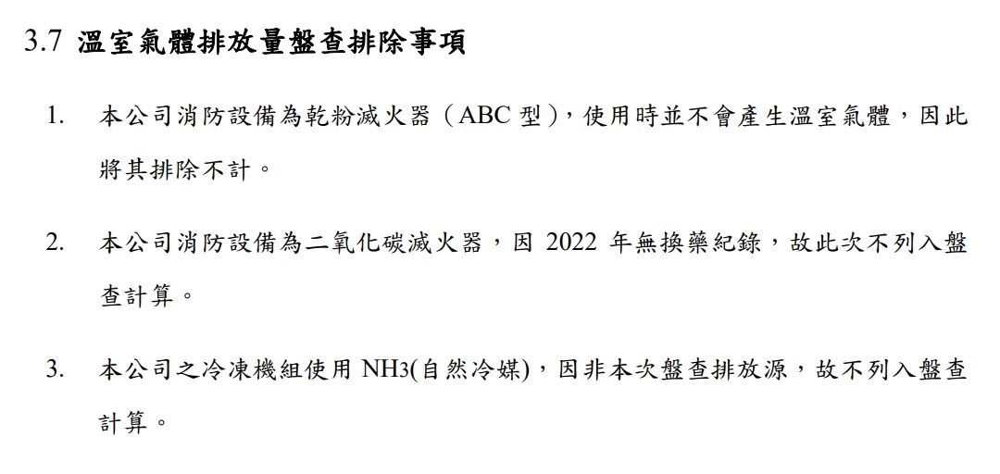 3.7 溫室氣體排放量盤查排除事項
1. 本公司消防設備為乾粉滅火器（ABC 型），使用時並不會產生溫室氣體，因此
將其排除不計。
2. 本公司消防設備為二氧化碳滅火器，因 2022 年無換藥紀錄，故此次不列入盤
查計算。
3. 本公司之冷凍機組使用 NH3(自然冷媒)，因非本次盤查排放源，故不列入盤查
計算。